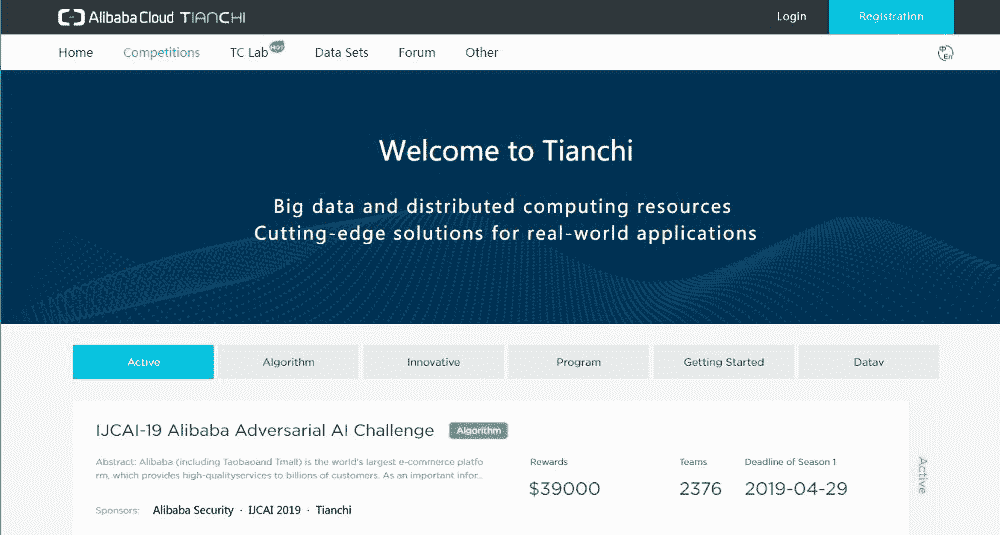 Alibaba Cloud TIANCHI
Login
Registration
Home
Competitions
TC Lab
Hot
Data Sets
Forum
Other
中
En
Welcome to Tianchi
Big data and distributed computing resources
Cutting-edge solutions for real-world applications
Active
Algorithm
Innovative
Program
Getting Started
Datav
IJCAI-19 Alibaba Adversarial AI Challenge
Algorithm
Abstract: Alibaba (including Taobaoand Tmall) is the world's largest e-commerce platfo
rm, which provides high-qualityservices to billions of customers. As an important infor...
Sponsors: Alibaba Security · IJCAI 2019 · Tianchi
Rewards
$39000
Teams
2376
Deadline of Season 1
2019-04-29
Active